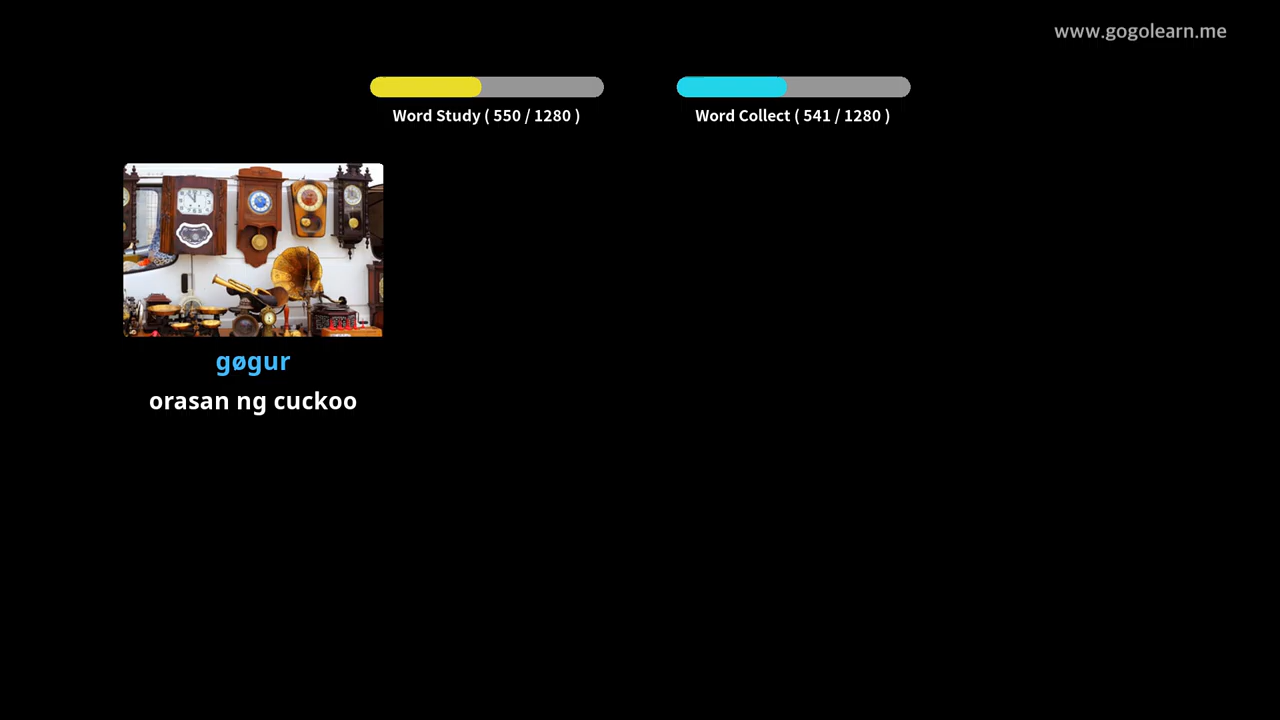 www.gogolearn.me
Word Study ( 550 / 1280 )
Word Collect ( 541 / 1280 )
gøgur
orasan ng cuckoo